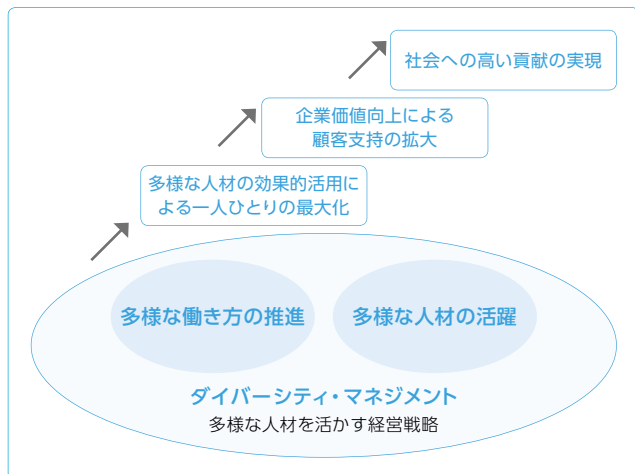 社会への高い貢献の実現
企業価値向上による
顧客支持の拡大
多様な人材の効果的活用に
よる一人ひとりの最大化
多様な働き方の推進
多様な人材の活躍
ダイバーシティ・マネジメント
多様な人材を活かす経営戦略